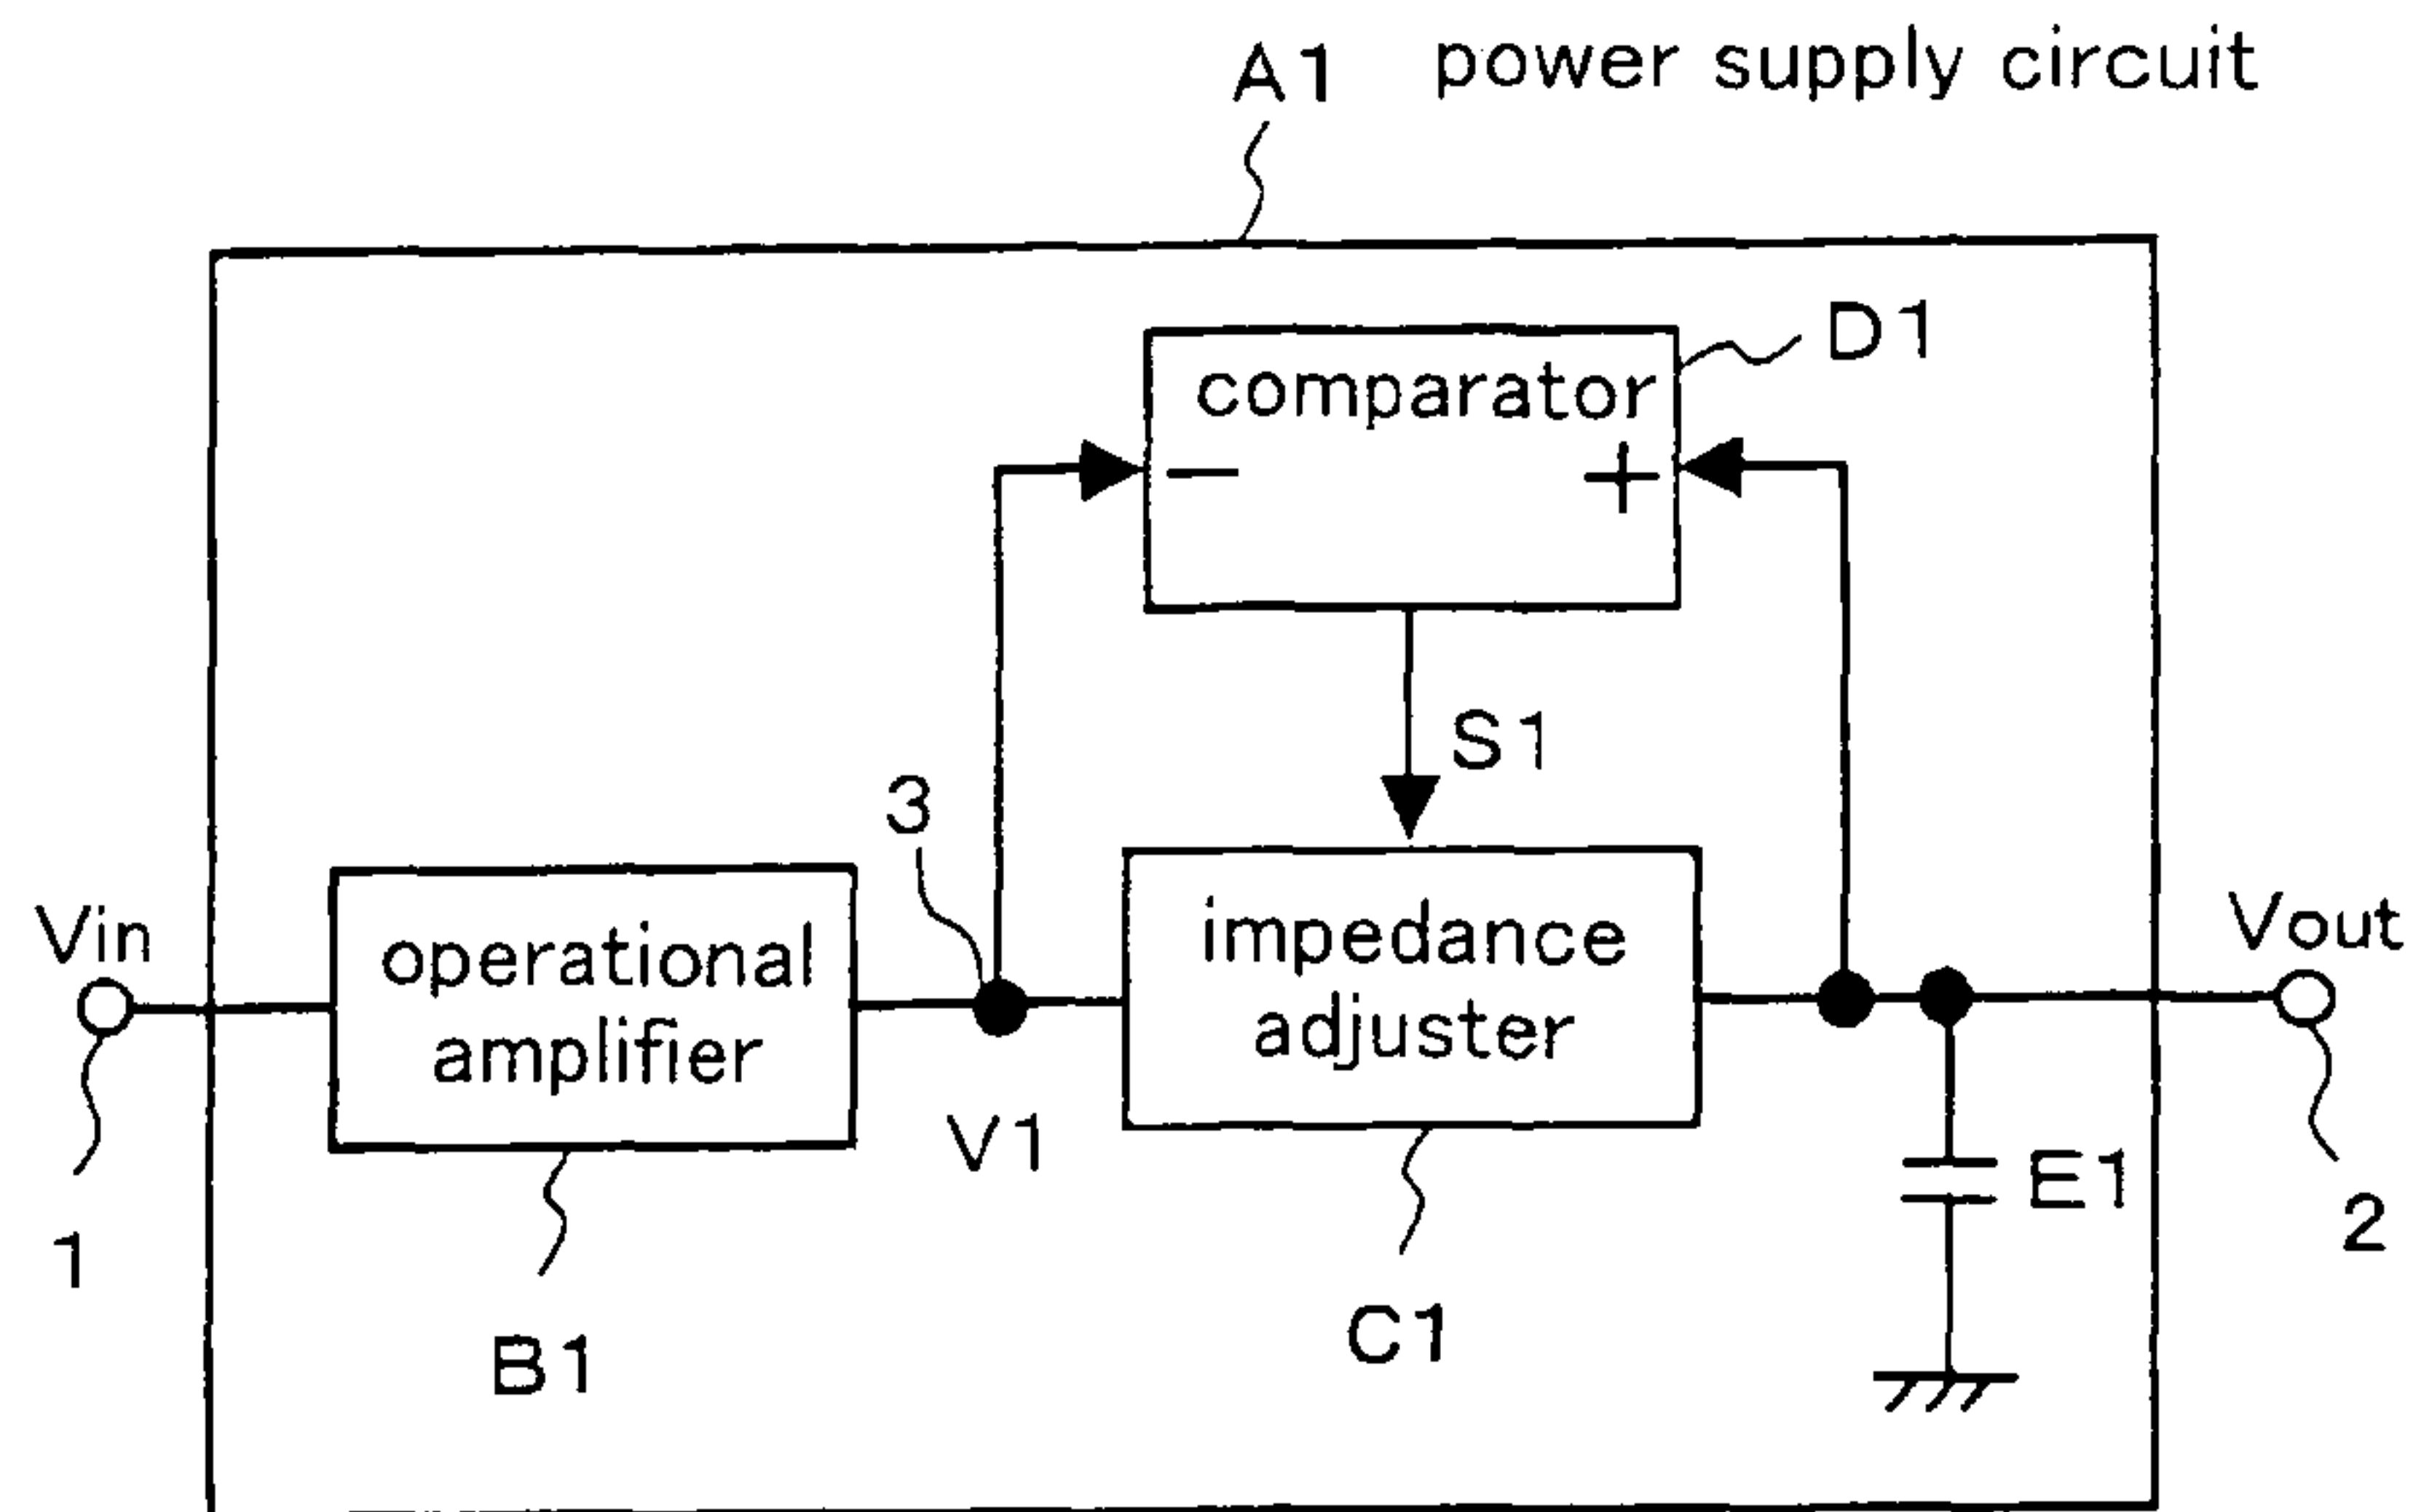 A1 power supply circuit
D1
comparator
− +
S1
3
Vin
operational
amplifier
impedance
adjuster
Vout
V1
E1
1
2
B1
C1